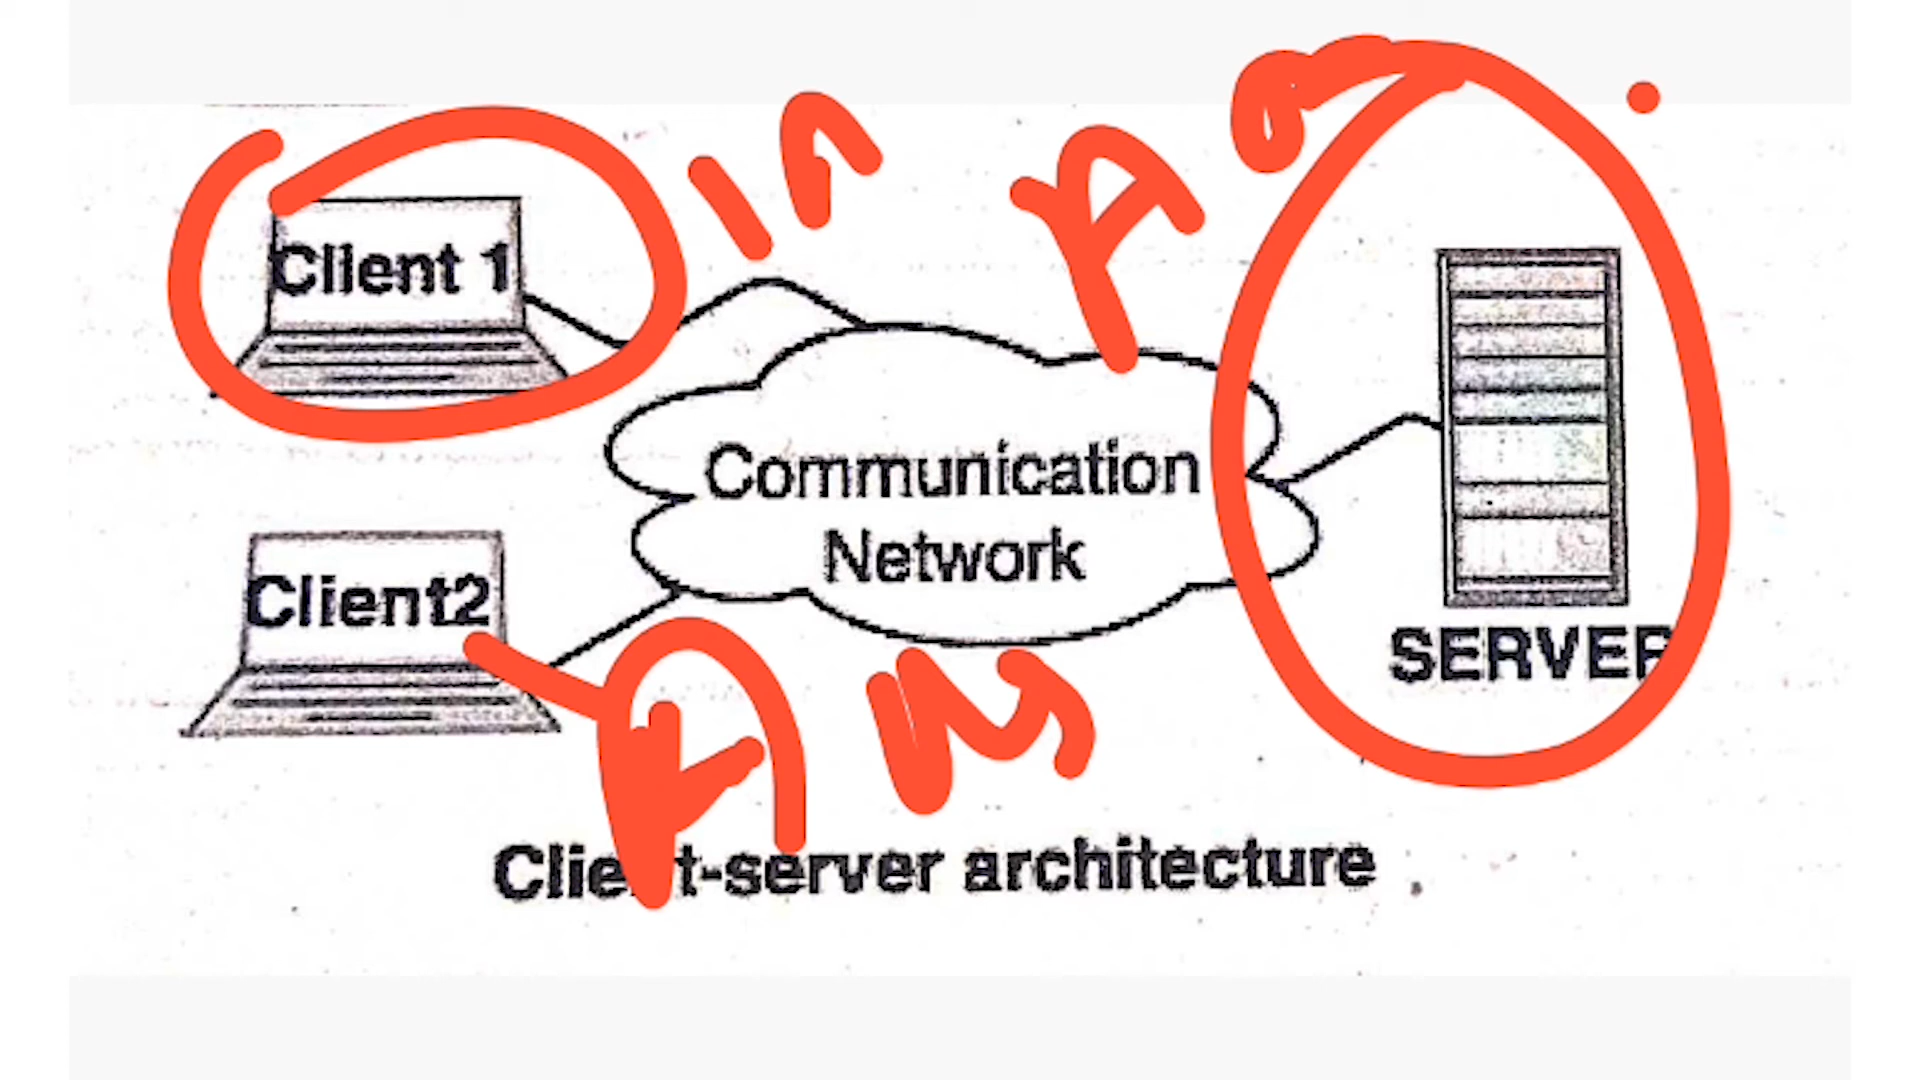 Client 1
Communication
Network
Client2
SERVER
Client-server architecture